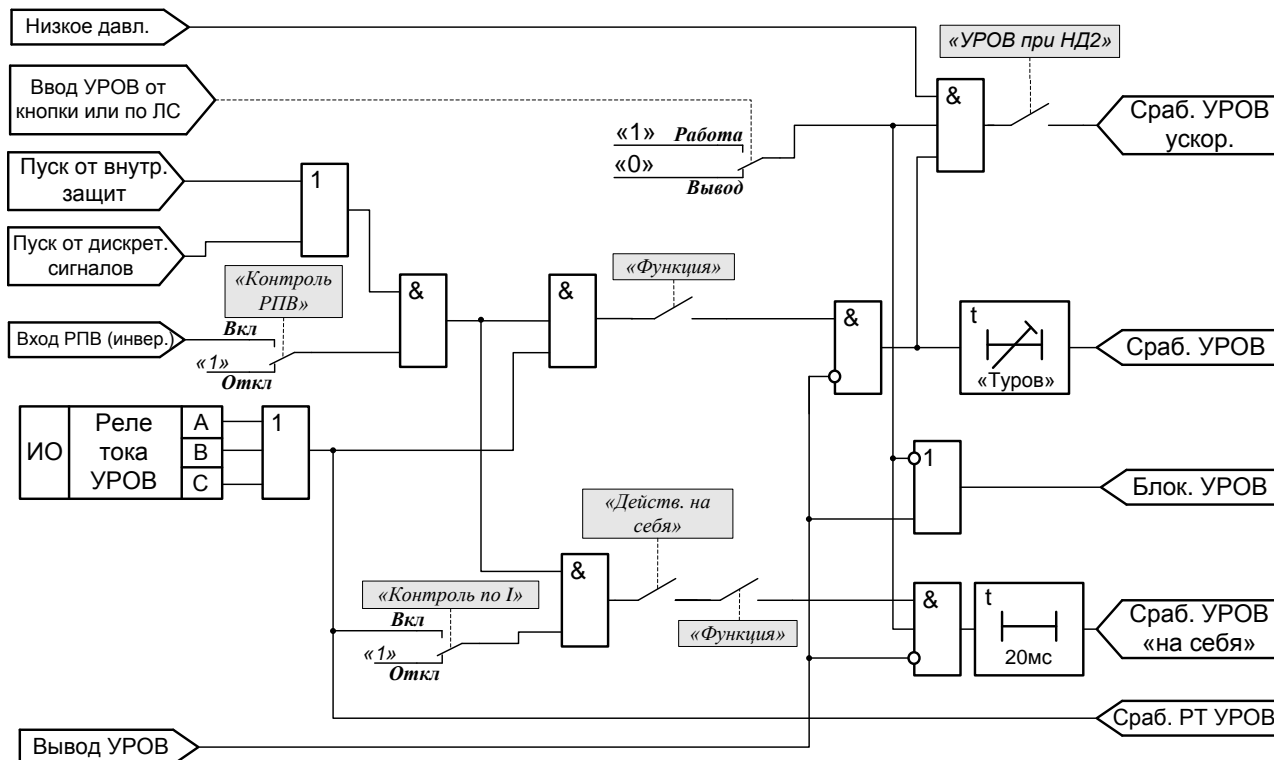 Низкое давл.
«УРОВ при НД2»
Ввод УРОВ от
кнопки или по ЛС
&
Сраб. УРОВ
ускор.
«1» Работа
«0»
Вывод
Пуск от внутр.
защит
1
Пуск от дискрет.
сигналов
«Контроль
РПВ»
&
&
«Функция»
&
t
«Tуров»
Сраб. УРОВ
Вход РПВ (инвер.)
Вкл
«1»
Откл
ИО
Реле
тока
УРОВ
A
B
C
1
1
Блок. УРОВ
«Действ. на
себя»
&
«Контроль по I»
Вкл
«1»
Откл
«Функция»
&
t
20мс
Сраб. УРОВ
«на себя»
Сраб. РТ УРОВ
Вывод УРОВ